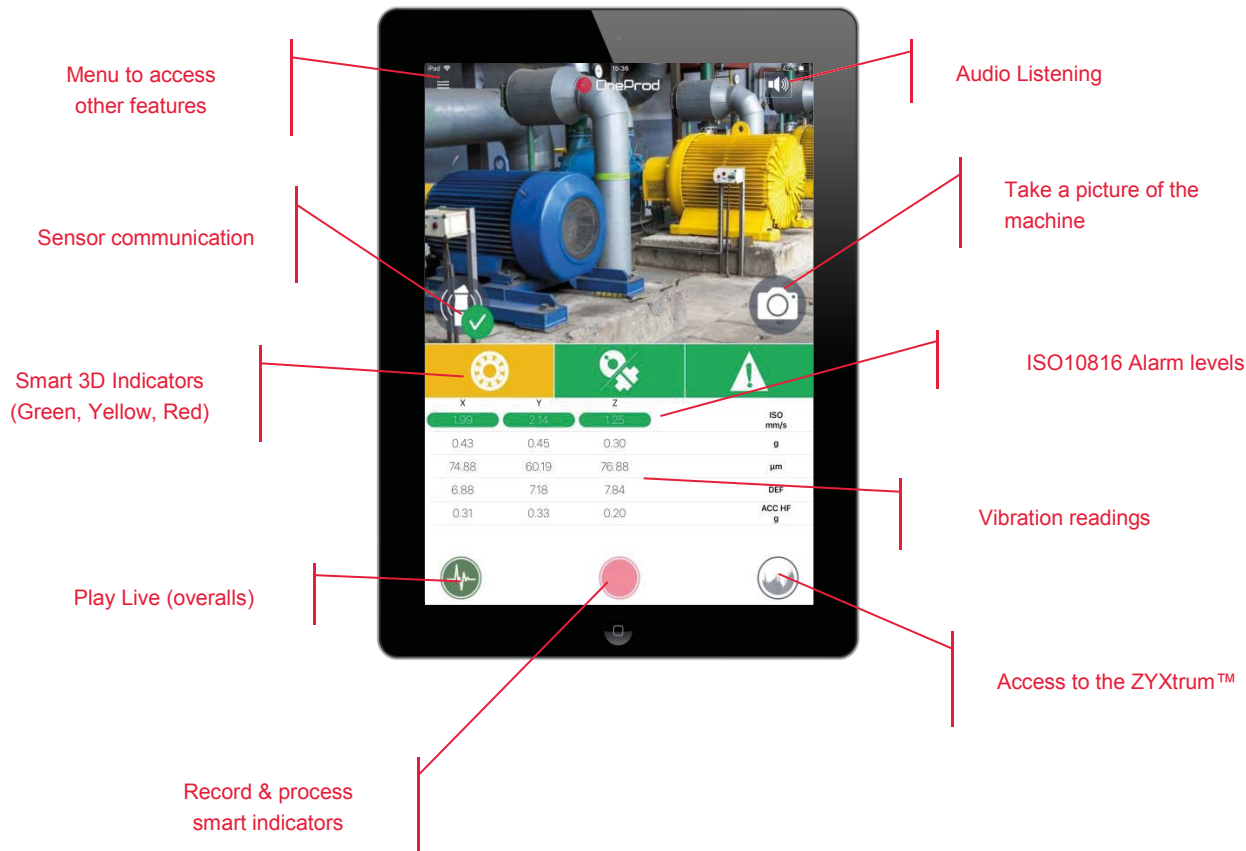 Menu to access
other features
Audio Listening
iPad
15:36
OneProd
Take a picture of the
machine
Sensor communication
ISO10816 Alarm levels
Smart 3D Indicators
(Green, Yellow, Red)
X Y Z
1.99 2.14 1.25 ISO
mm/s
0.43 0.45 0.30 g
74.88 60.19 76.88 µm
6.88 7.18 7.84 DEF
0.31 0.33 0.20 ACC HF
g
Vibration readings
Play Live (overalls)
Access to the ZYXtrum™
Record & process
smart indicators